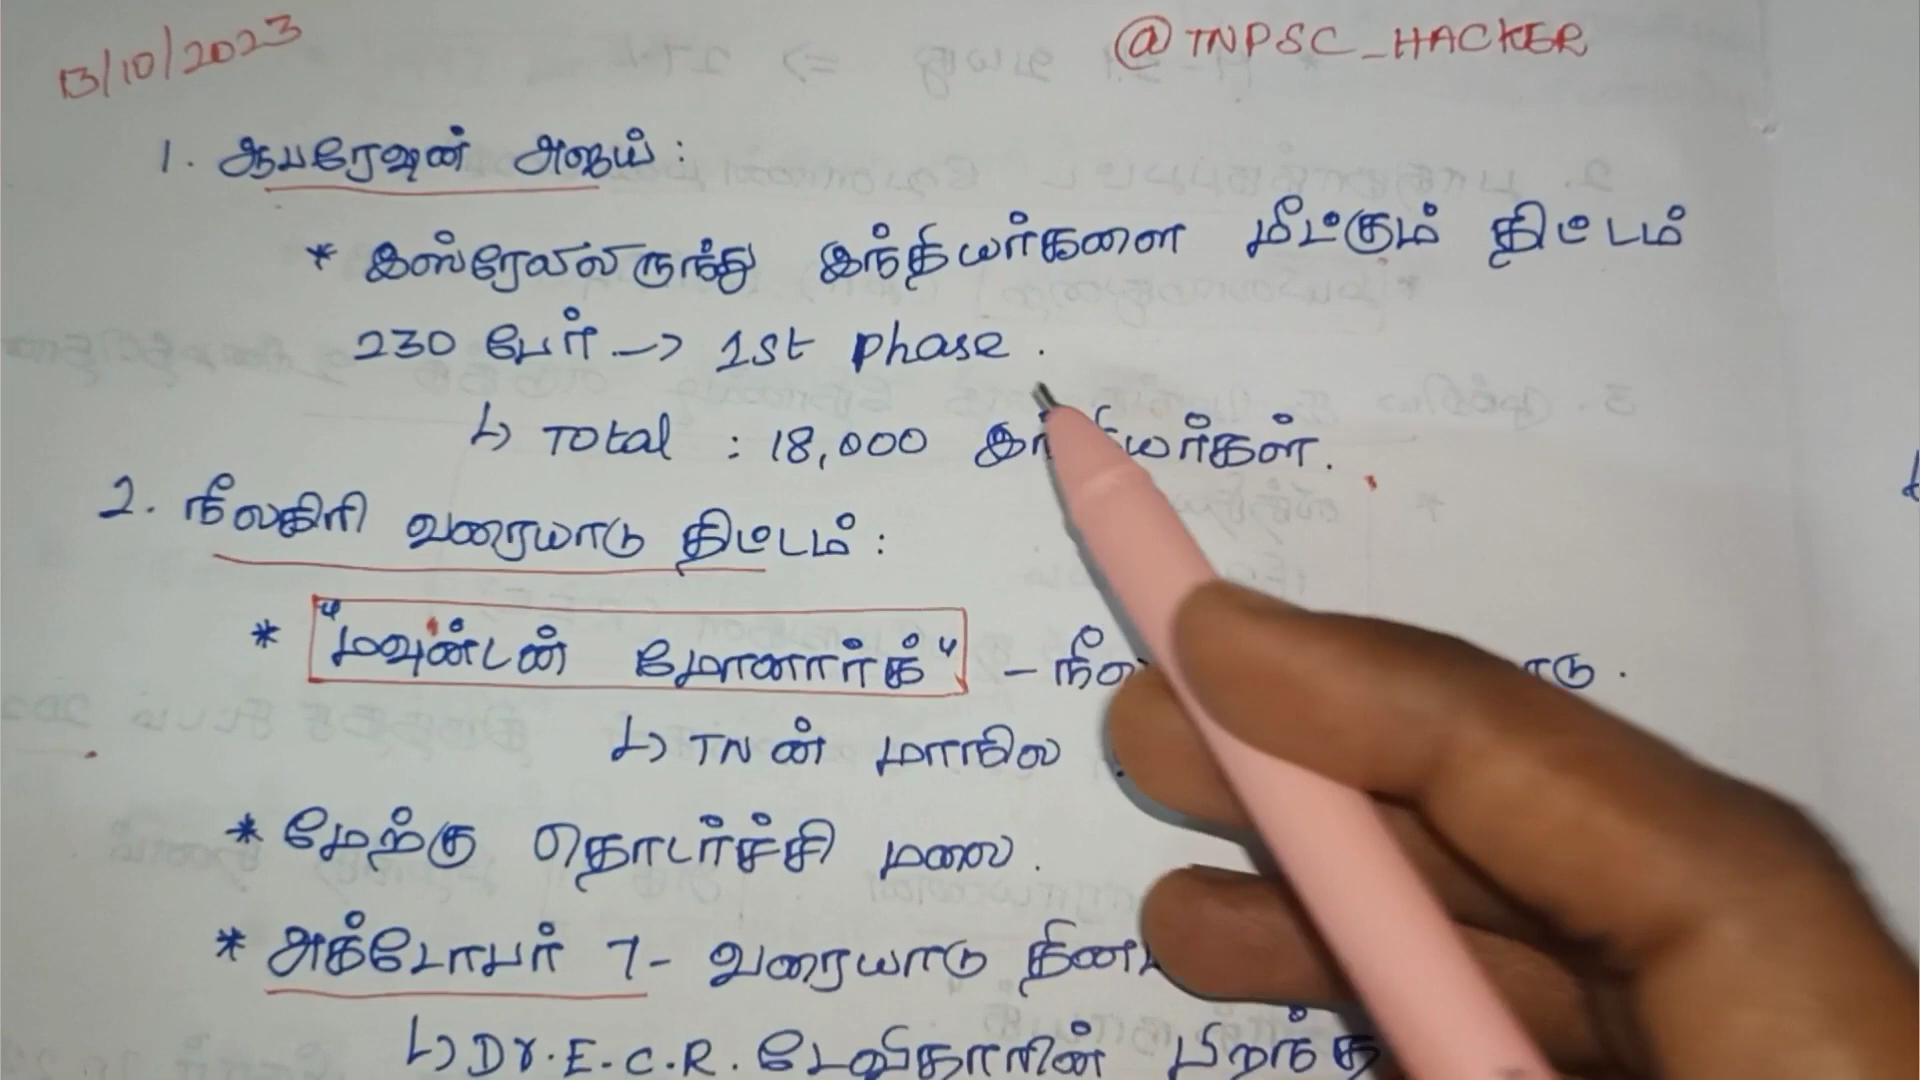 13/10/2023
@TNPSC_HACKER
1. ஆபரேஷன் அஜய் :
* இஸ்ரேலிலிருந்து இந்தியர்களை மீட்கும் திட்டம்
230 பேர் -> 1st phase .
↳ Total : 18,000
2. நீலகிரி வரையாடு திட்டம் :
* "மவுன்டன் மோனார்க்" -
↳ TN ன் மாநில
* மேற்கு தொடர்ச்சி மலை .
* அக்டோபர் 7 - வரையாடு
↳ Dr. E. C. R. டேவிதாரின்